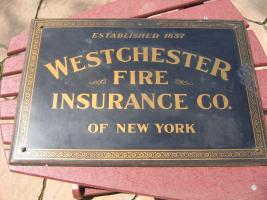 ESTABLISHED 1837
WESTCHESTER
FIRE
INSURANCE CO.
OF NEW YORK